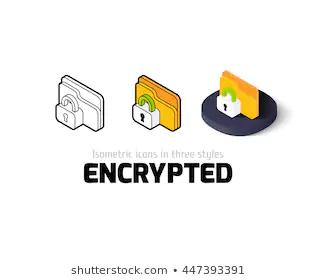 Isometric icons in three styles
ENCRYPTED
shutterstock.com • 447393391